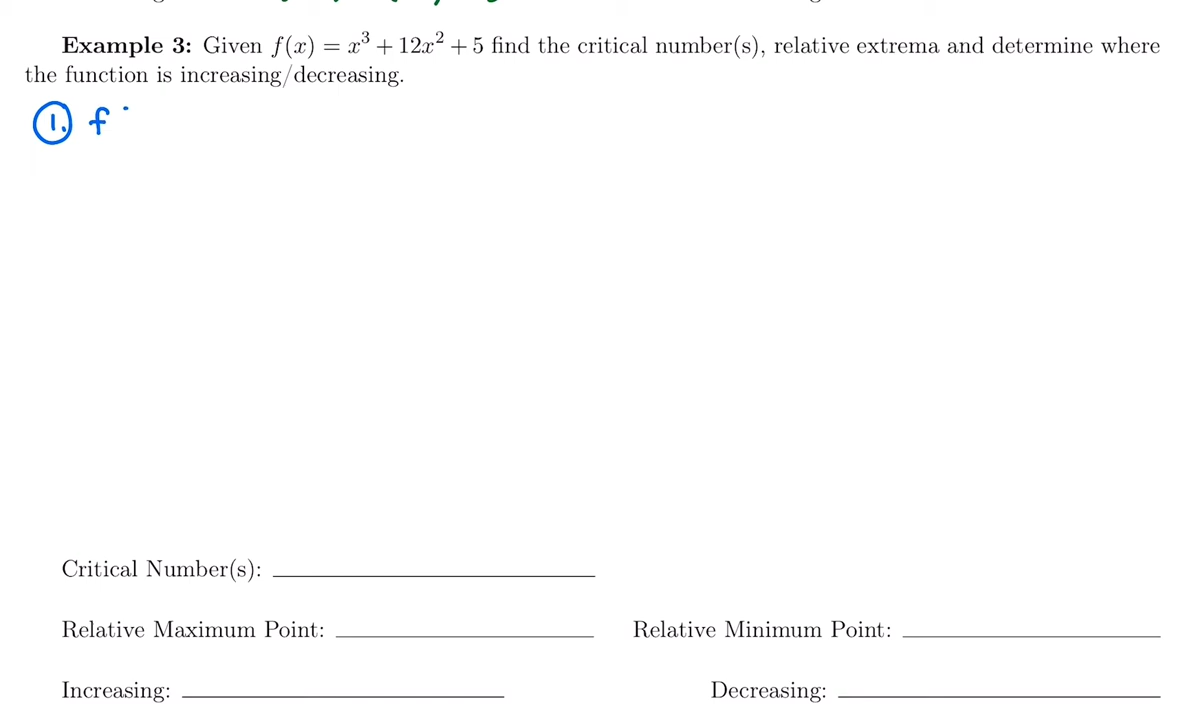 Example 3: Given f(x) = x³ + 12x² + 5 find the critical number(s), relative extrema and determine where
the function is increasing/decreasing.
1. f
Critical Number(s):
Relative Maximum Point: Relative Minimum Point:
Increasing: Decreasing: